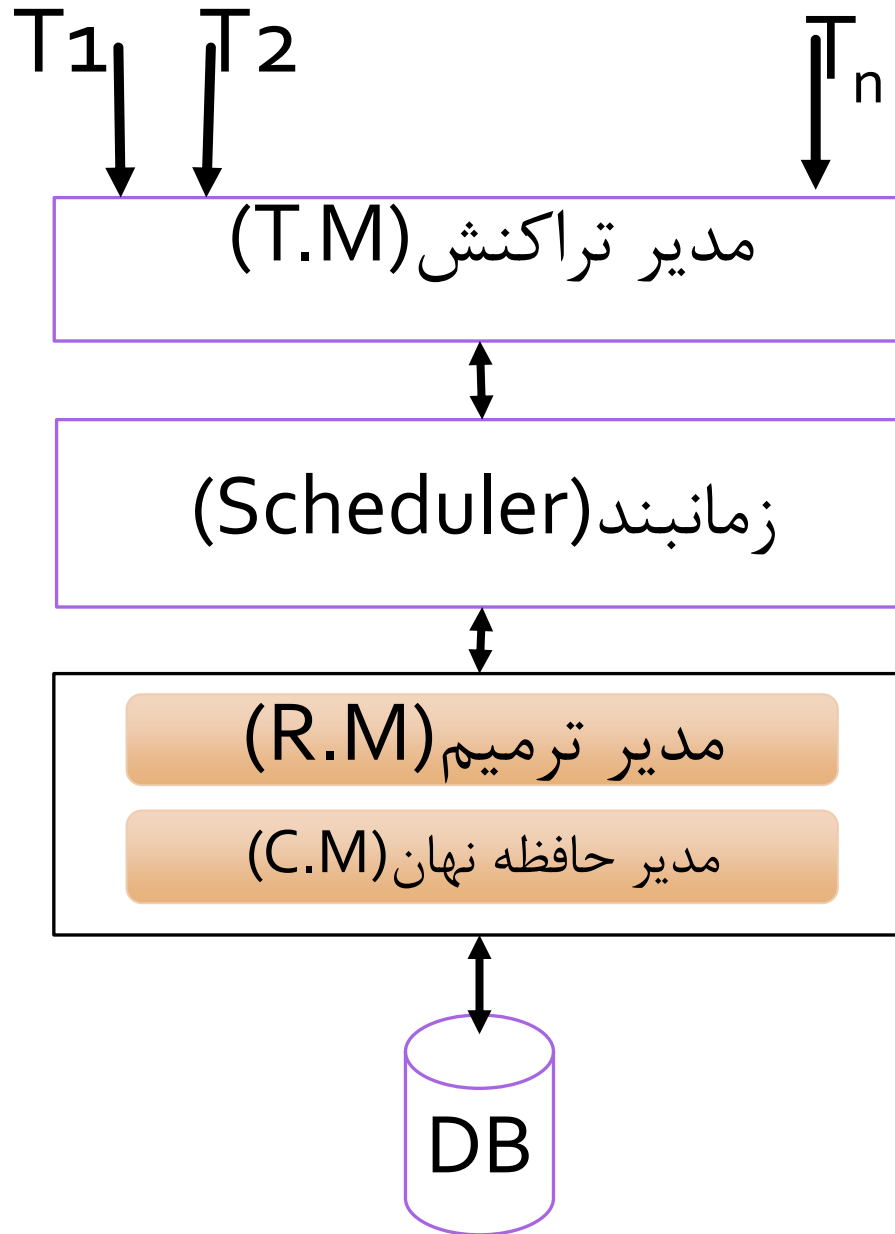 T1 T2 Tn
مدیر تراکنش(T.M)
زمانبند(Scheduler)
مدیر ترمیم(R.M)
مدیر حافظه نهان(C.M)
DB